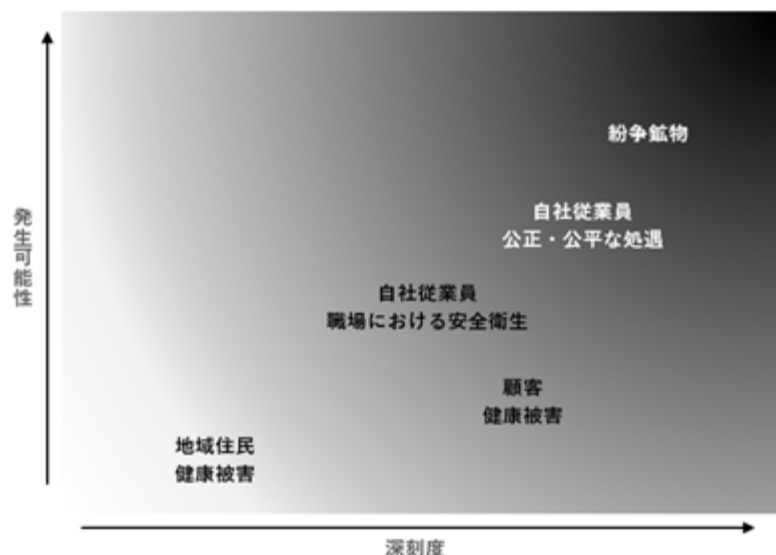 紛争鉱物
自社従業員
公正・公平な処遇
発生可能性
自社従業員
職場における安全衛生
顧客
健康被害
地域住民
健康被害
深刻度